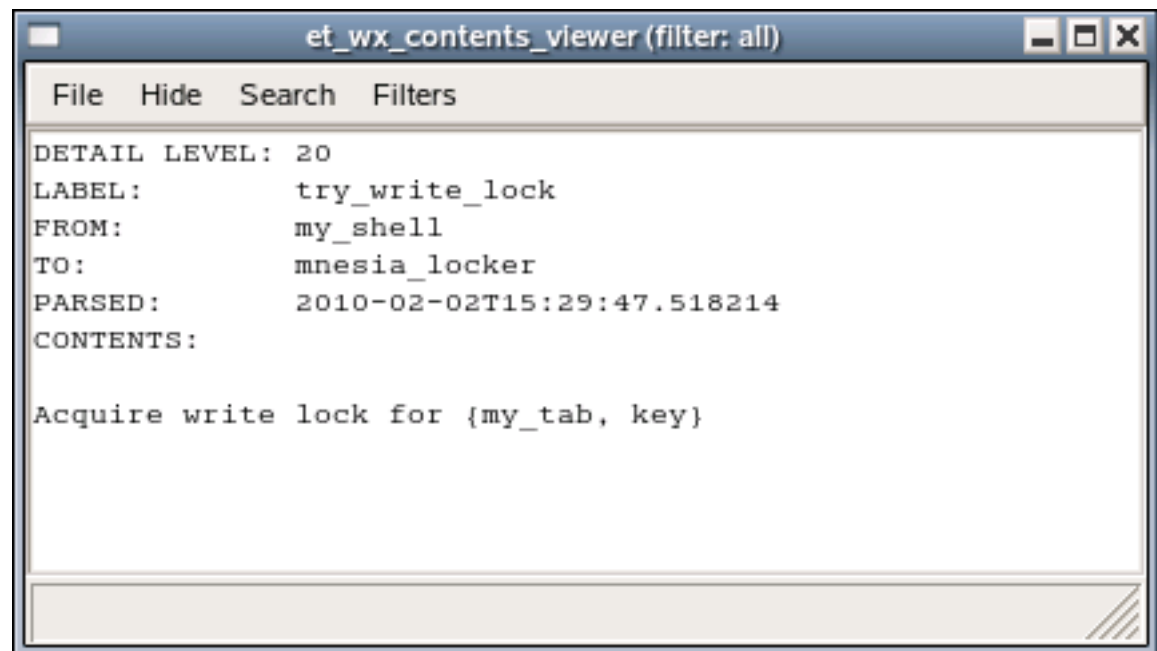 et_wx_contents_viewer (filter: all)
File Hide Search Filters
DETAIL LEVEL: 20
LABEL: try_write_lock
FROM: my_shell
TO: mnesia_locker
PARSED: 2010-02-02T15:29:47.518214
CONTENTS:
Acquire write lock for {my_tab, key}